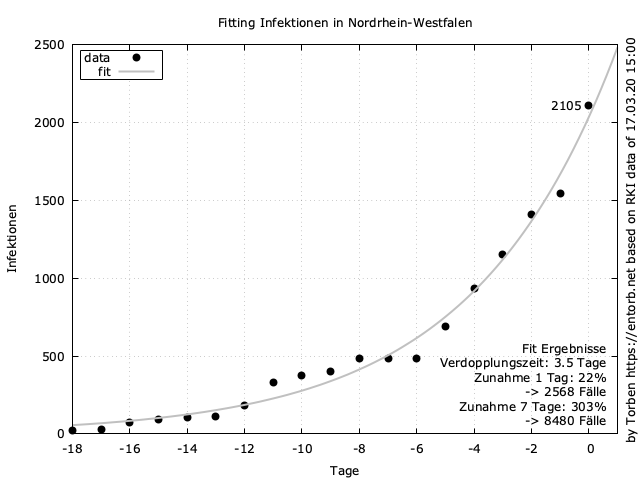 Fitting Infektionen in Nordrhein-Westfalen
2500
2000
1500
1000
500
0
Infektionen
data
fit
2105
Fit Ergebnisse
Verdopplungszeit: 3.5 Tage
Zunahme 1 Tag: 22%
-> 2568 Fälle
Zunahme 7 Tage: 303%
-> 8480 Fälle
-18 -16 -14 -12 -10 -8 -6 -4 -2 0
Tage
by Torben https://entorb.net based on RKI data of 17.03.20 15:00